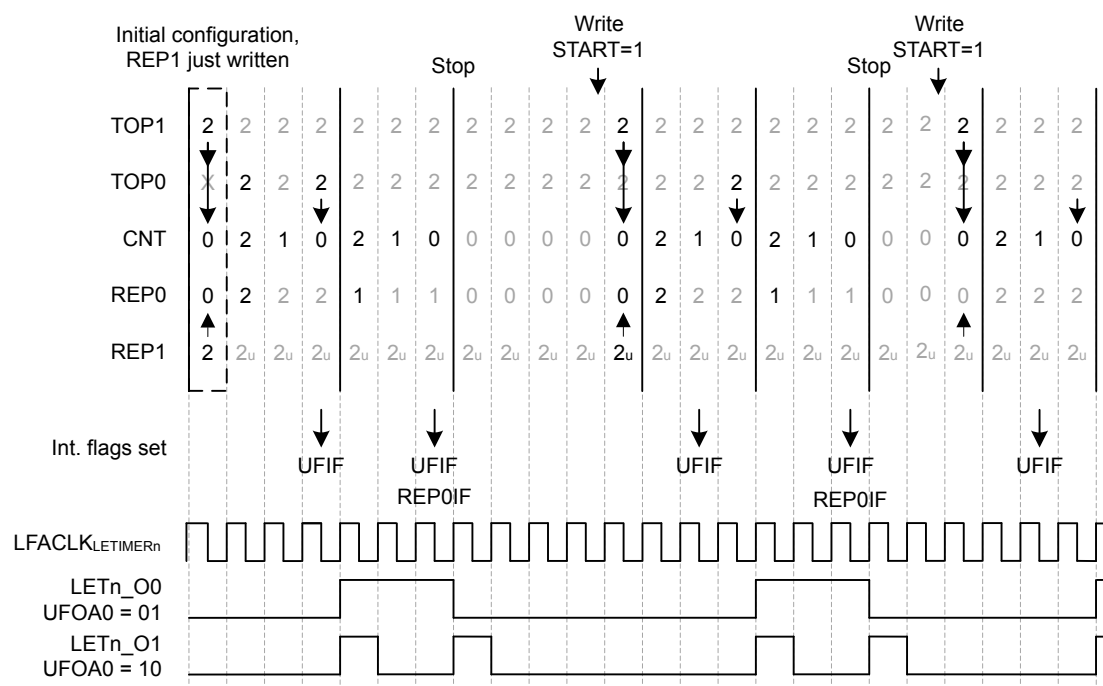 Initial configuration,
REP1 just written
Write
START=1
Write
START=1
Stop
Stop
TOP1 2 2 2 2 2 2 2 2 2 2 2 2 2 2 2 2 2 2 2 2 2 2 2 2
TOP0 X 2 2 2 2 2 2 2 2 2 2 2 2 2 2 2 2 2 2 2 2 2 2 2
CNT 0 2 1 0 2 1 0 0 0 0 0 0 2 1 0 2 1 0 0 0 0 2 1 0
REP0 0 2 2 2 1 1 1 0 0 0 0 0 2 2 2 1 1 1 0 0 0 2 2 2
REP1 2 2u 2u 2u 2u 2u 2u 2u 2u 2u 2u 2u 2u 2u 2u 2u 2u 2u 2u 2u 2u 2u 2u 2u
Int. flags set
UFIF UFIF UFIF UFIF UFIF
REP0IF REP0IF
LFACLKLETIMERn
LETn_O0
UFOA0 = 01
LETn_O1
UFOA0 = 10